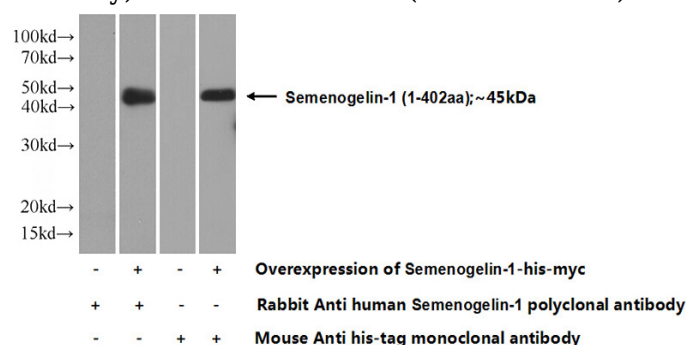 100kd→
70kd→
50kd→
40kd→
Semenogelin-1 (1-402aa);~45kDa
30kd→
20kd→
15kd→
- + - + Overexpression of Semenogelin-1-his-myc
+ + - - Rabbit Anti human Semenogelin-1 polyclonal antibody
- - + + Mouse Anti his-tag monoclonal antibody